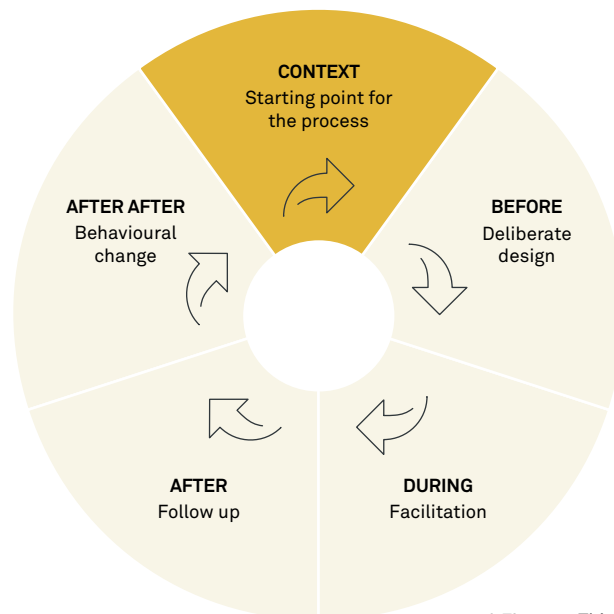 CONTEXT
Starting point for
the process
BEFORE
Deliberate
design
DURING
Facilitation
AFTER
Follow up
AFTER AFTER
Behavioural
change